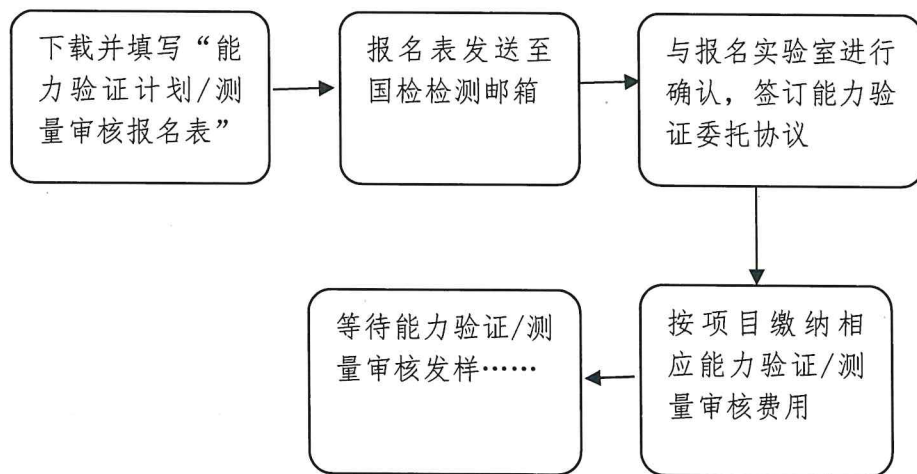 下载并填写“能
力验证计划/测
量审核报名表”
报名表发送至
国检检测邮箱
与报名实验室进行
确认，签订能力验
证委托协议
按项目缴纳相
应能力验证/测
量审核费用
等待能力验证/测
量审核发样……